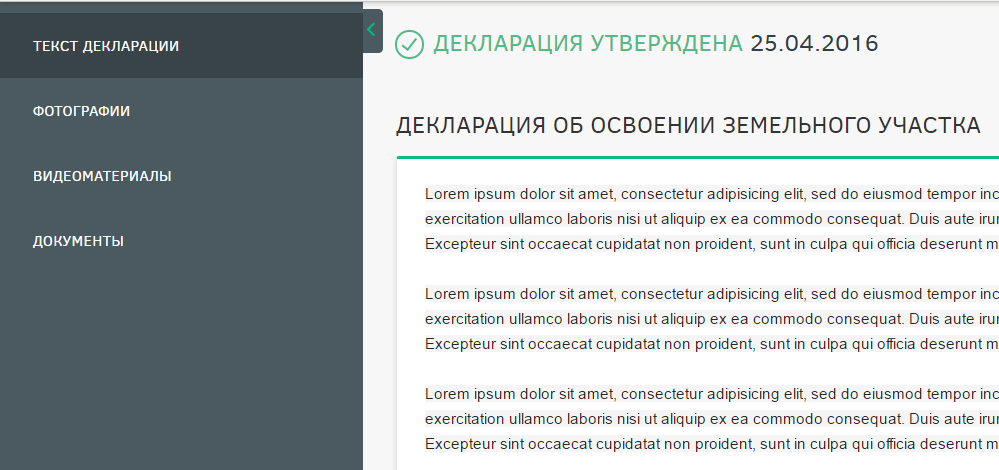 ТЕКСТ ДЕКЛАРАЦИИ
ФОТОГРАФИИ
ВИДЕОМАТЕРИАЛЫ
ДОКУМЕНТЫ
ДЕКЛАРАЦИЯ УТВЕРЖДЕНА 25.04.2016
ДЕКЛАРАЦИЯ ОБ ОСВОЕНИИ ЗЕМЕЛЬНОГО УЧАСТКА
Lorem ipsum dolor sit amet, consectetur adipisicing elit, sed do eiusmod tempor inc
exercitation ullamco laboris nisi ut aliquip ex ea commodo consequat. Duis aute irur
Excepteur sint occaecat cupidatat non proident, sunt in culpa qui officia deserunt m
Lorem ipsum dolor sit amet, consectetur adipisicing elit, sed do eiusmod tempor inc
exercitation ullamco laboris nisi ut aliquip ex ea commodo consequat. Duis aute irur
Excepteur sint occaecat cupidatat non proident, sunt in culpa qui officia deserunt m
Lorem ipsum dolor sit amet, consectetur adipisicing elit, sed do eiusmod tempor inc
exercitation ullamco laboris nisi ut aliquip ex ea commodo consequat. Duis aute irur
Excepteur sint occaecat cupidatat non proident, sunt in culpa qui officia deserunt m